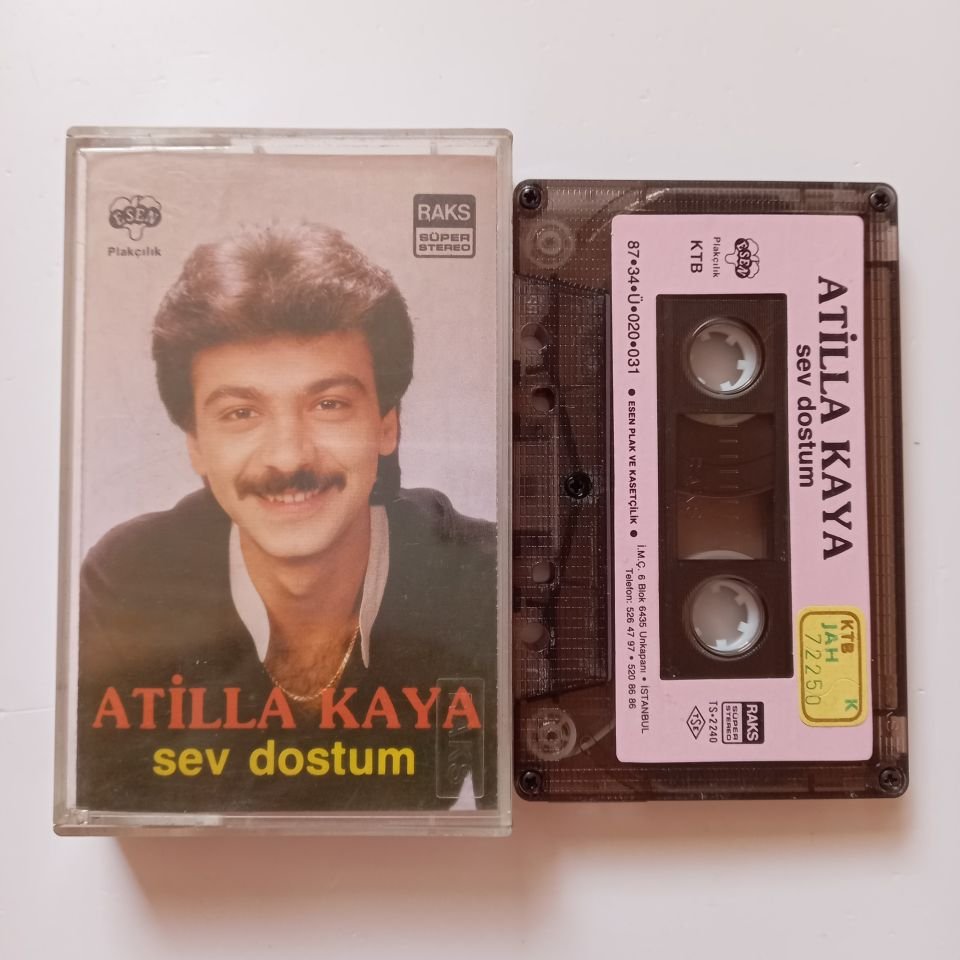 ESEN
Plakçılık
RAKS
SÜPER
STEREO
ATİLLA KAYA
sev dostum
RAKS
ATİLLA KAYA
sev dostum
ESEN
Plakçılık
KTB
87•34•Ü•020•031 • ESEN PLAK VE KASETÇİLİK •
İ.M.Ç. 6 Blok 6435 Unkapanı • İSTANBUL
Telefon: 526 47 97 • 520 86 86
KTB K
JAH
72250
RAKS
SÜPER
STEREO
TS-2240
TSE